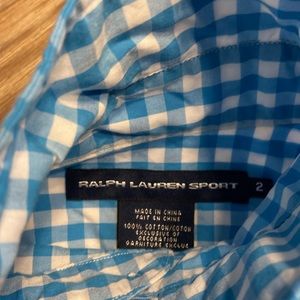 RALPH LAUREN SPORT 2
MADE IN CHINA
FAIT EN CHINE
100% COTTON/COTON
EXCLUSIVE OF
DECORATION
GARNITURE EXCLUE